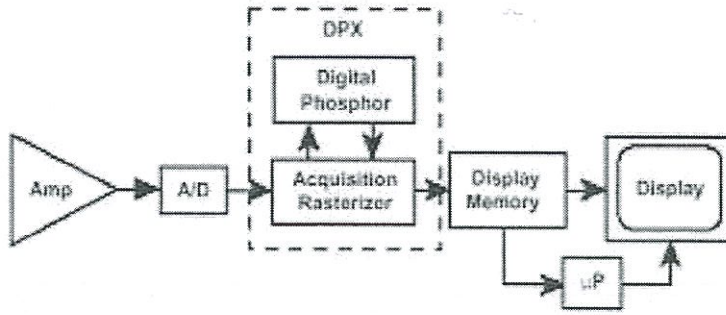 DPX
Digital
Phosphor
Amp
A/D
Acquisition
Rasterizer
Display
Memory
Display
µP